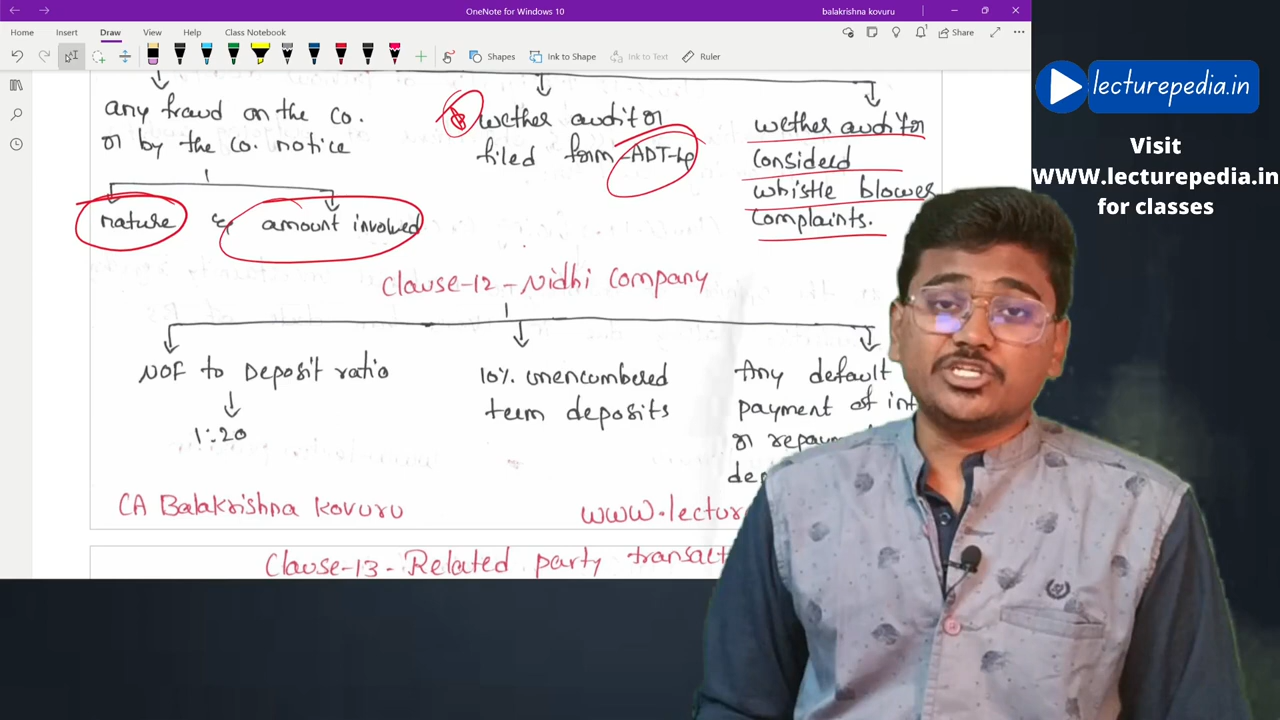 OneNote for Windows 10
balakrishna kovuru
Home Insert Draw View Help Class Notebook
Share
Shapes Ink to Shape Ink to Text Ruler
lecturepedia.in
Visit
WWW.lecturepedia.in
for classes
any fraud on the co.
or by the co. notice
nature & amount involved
wether auditor
filed form-ADT-4
wether auditor
consided
whistle blower
complaints.
Clause-12-Nidhi Company
NOF to Deposit ratio
1:20
10% unencumbered
term deposits
Any default
payment of int
or repay
de
CA Balakrishna Kovuru
www.lectur
Clause-13-Related party transact